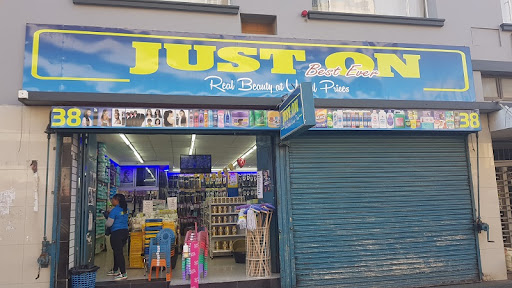 JUST ON
Best Ever
Real Beauty at Prices
38
38